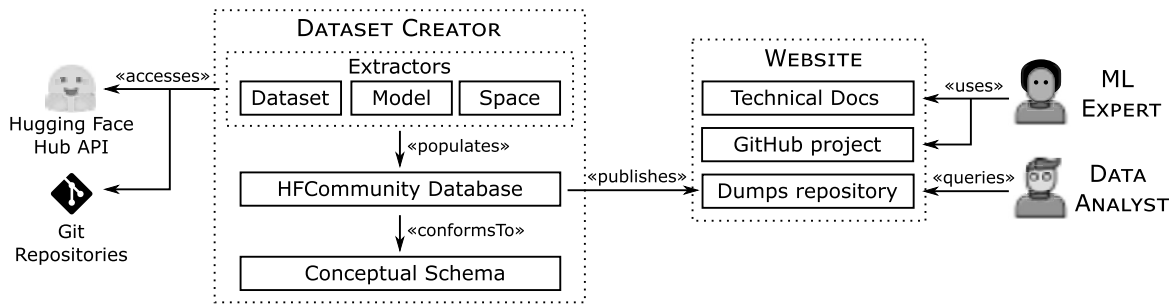 DATASET CREATOR
Extractors
Dataset
Model
Space
«accesses»
Hugging Face
Hub API
Git
Repositories
«populates»
HFCommunity Database
«conformsTo»
Conceptual Schema
«publishes»
WEBSITE
Technical Docs
GitHub project
Dumps repository
«uses»
ML
EXPERT
«queries»
DATA
ANALYST